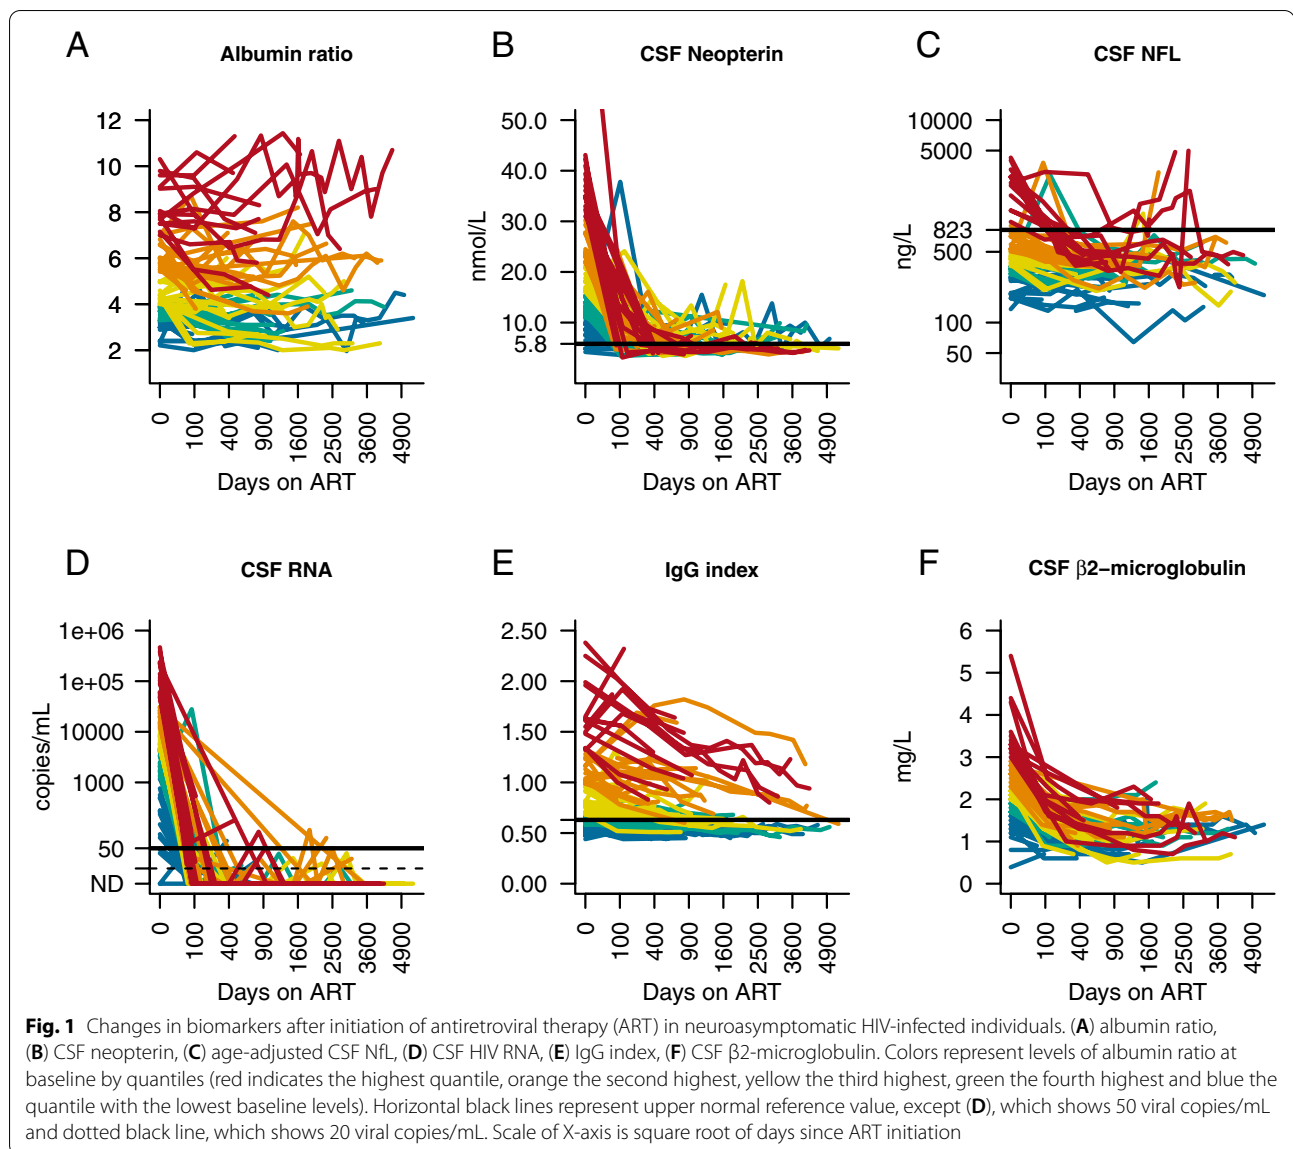 A
Albumin ratio
12
10
8
6
4
2
0
100
400
900
1600
2500
3600
4900
Days on ART
B
CSF Neopterin
nmol/L
50.0
40.0
30.0
20.0
10.0
5.8
0
100
400
900
1600
2500
3600
4900
Days on ART
C
CSF NFL
ng/L
10000
5000
823
500
100
50
0
100
400
900
1600
2500
3600
4900
Days on ART
D
CSF RNA
copies/mL
1e+06
1e+05
10000
1000
50
ND
0
100
400
900
1600
2500
3600
4900
Days on ART
E
IgG index
2.50
2.00
1.50
1.00
0.50
0.00
0
100
400
900
1600
2500
3600
4900
Days on ART
F
CSF β2−microglobulin
mg/L
6
5
4
3
2
1
0
0
100
400
900
1600
2500
3600
4900
Days on ART
Fig. 1 Changes in biomarkers after initiation of antiretroviral therapy (ART) in neuroasymptomatic HIV-infected individuals. (A) albumin ratio,
(B) CSF neopterin, (C) age-adjusted CSF NfL, (D) CSF HIV RNA, (E) IgG index, (F) CSF β2-microglobulin. Colors represent levels of albumin ratio at
baseline by quantiles (red indicates the highest quantile, orange the second highest, yellow the third highest, green the fourth highest and blue the
quantile with the lowest baseline levels). Horizontal black lines represent upper normal reference value, except (D), which shows 50 viral copies/mL
and dotted black line, which shows 20 viral copies/mL. Scale of X-axis is square root of days since ART initiation